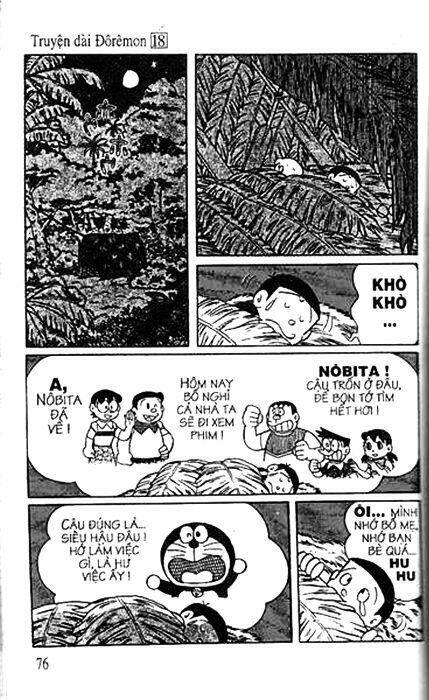 Truyện dài Đôrêmon 18
KHÒ
KHÒ
...
A,
NÔBITA
ĐÃ
VỀ !
HÔM NAY
BỐ NGHỈ
CẢ NHÀ TA
SẼ ĐI XEM
PHIM !
NÔBITA !
CẬU TRỐN Ở ĐÂU,
ĐỂ BỌN TỚ TÌM
HẾT HƠI !
CẬU ĐÚNG LÀ...
SIÊU HẬU ĐẬU !
HỞ LÀM VIỆC
GÌ, LÀ HƯ
VIỆC ẤY !
ÔI... MÌNH
NHỚ BỐ MẸ,
NHỚ BẠN
BÈ QUÁ...
HU
HU
76